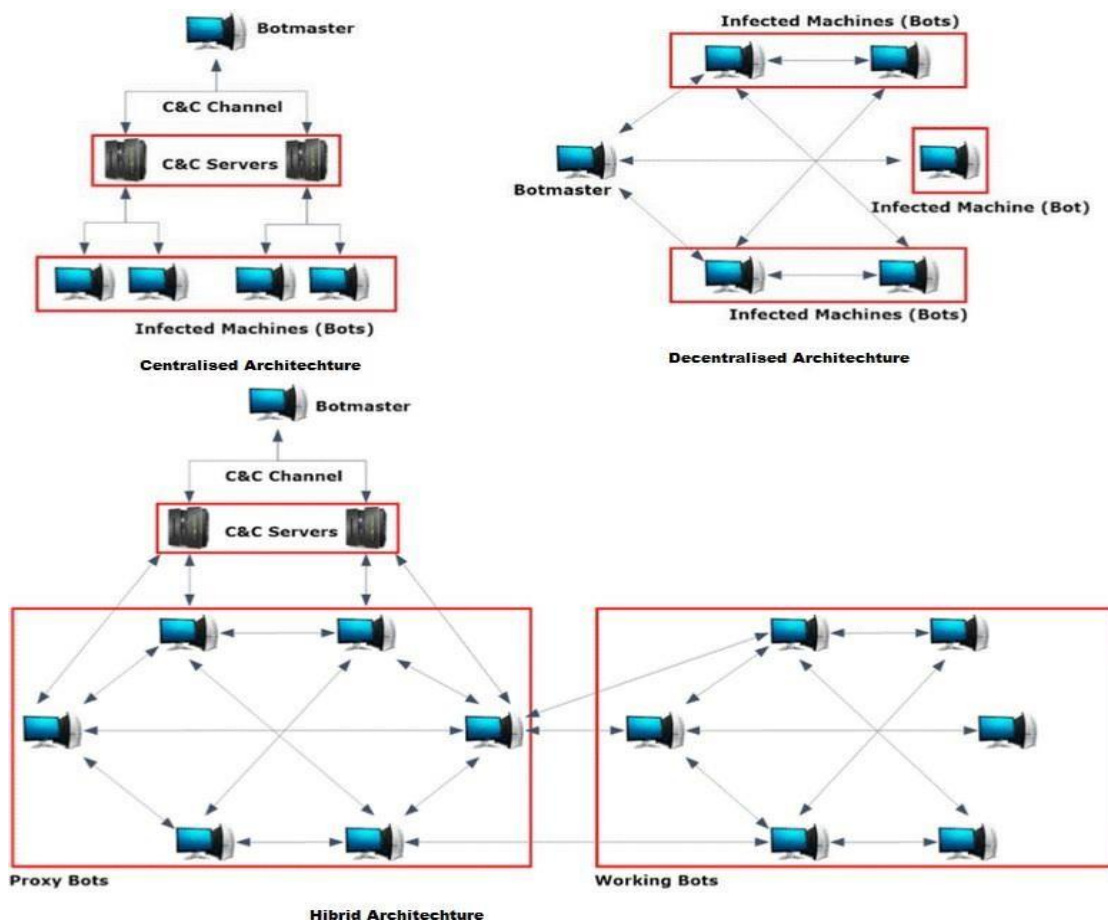 Botmaster
C&C Channel
C&C Servers
Infected Machines (Bots)
Centralised Architechture
Infected Machines (Bots)
Botmaster
Infected Machine (Bot)
Infected Machines (Bots)
Decentralised Architechture
Botmaster
C&C Channel
C&C Servers
Proxy Bots
Working Bots
Hibrid Architechture